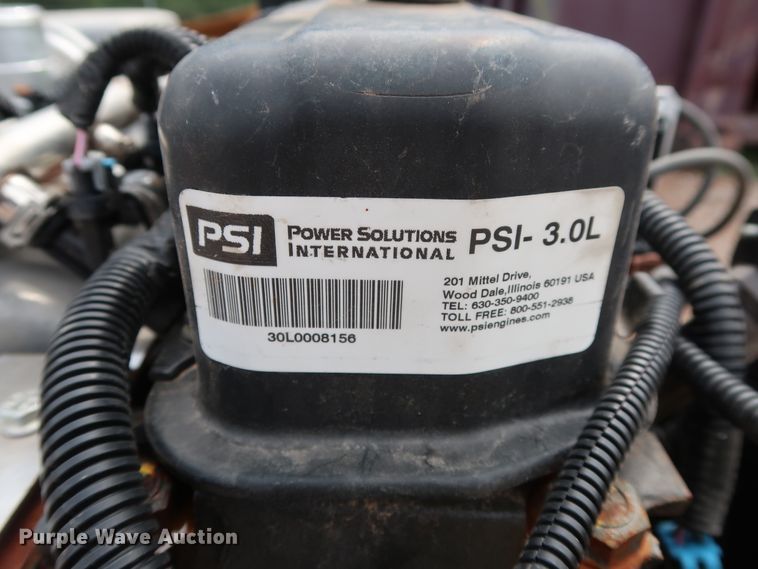 PSI
POWER SOLUTIONS
INTERNATIONAL
PSI- 3.0L
201 Mittel Drive,
Wood Dale,Illinois 60191 USA
TEL: 630-350-9400
TOLL FREE: 800-551-2938
www.psiengines.com
30L0008156
Purple Wave Auction